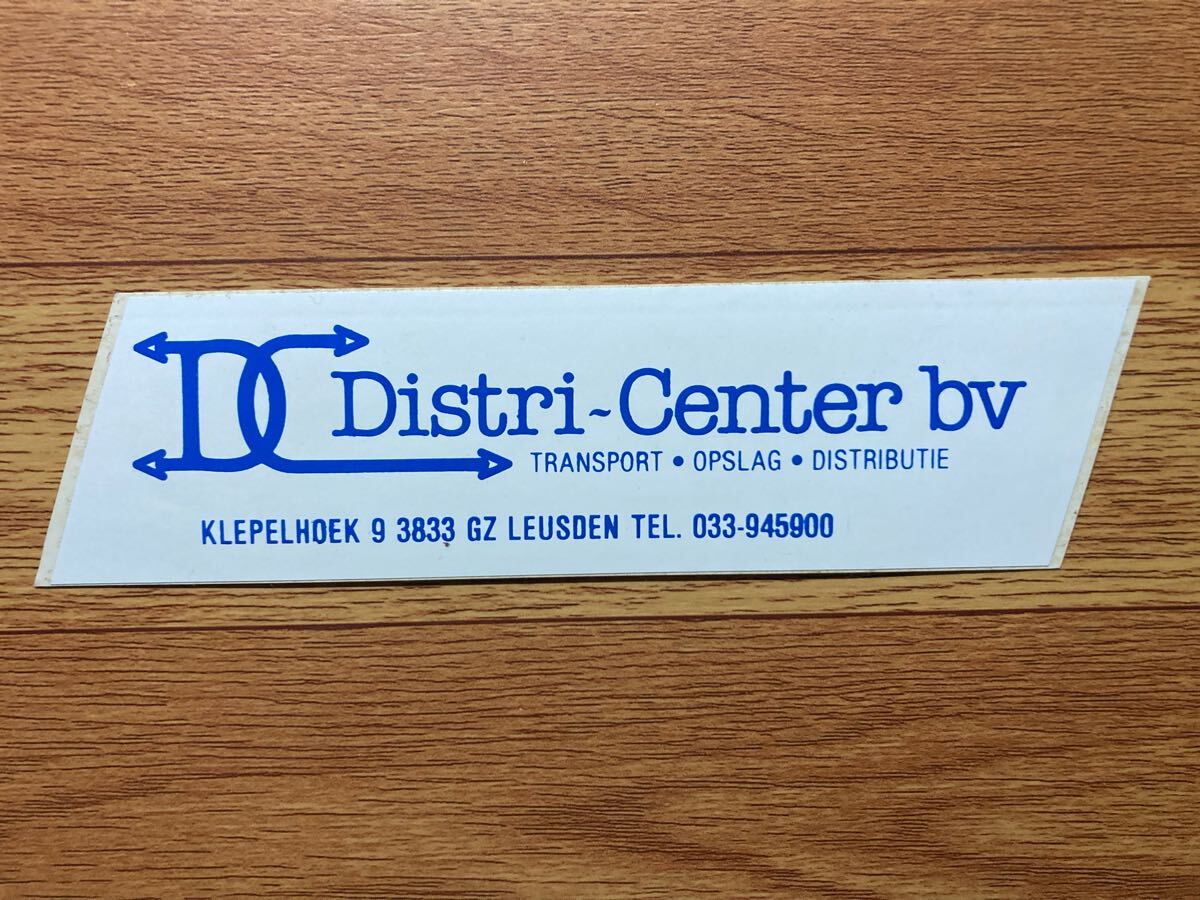 DC Distri~Center bv
TRANSPORT • OPSLAG • DISTRIBUTIE
KLEPELHOEK 9 3833 GZ LEUSDEN TEL. 033-945900